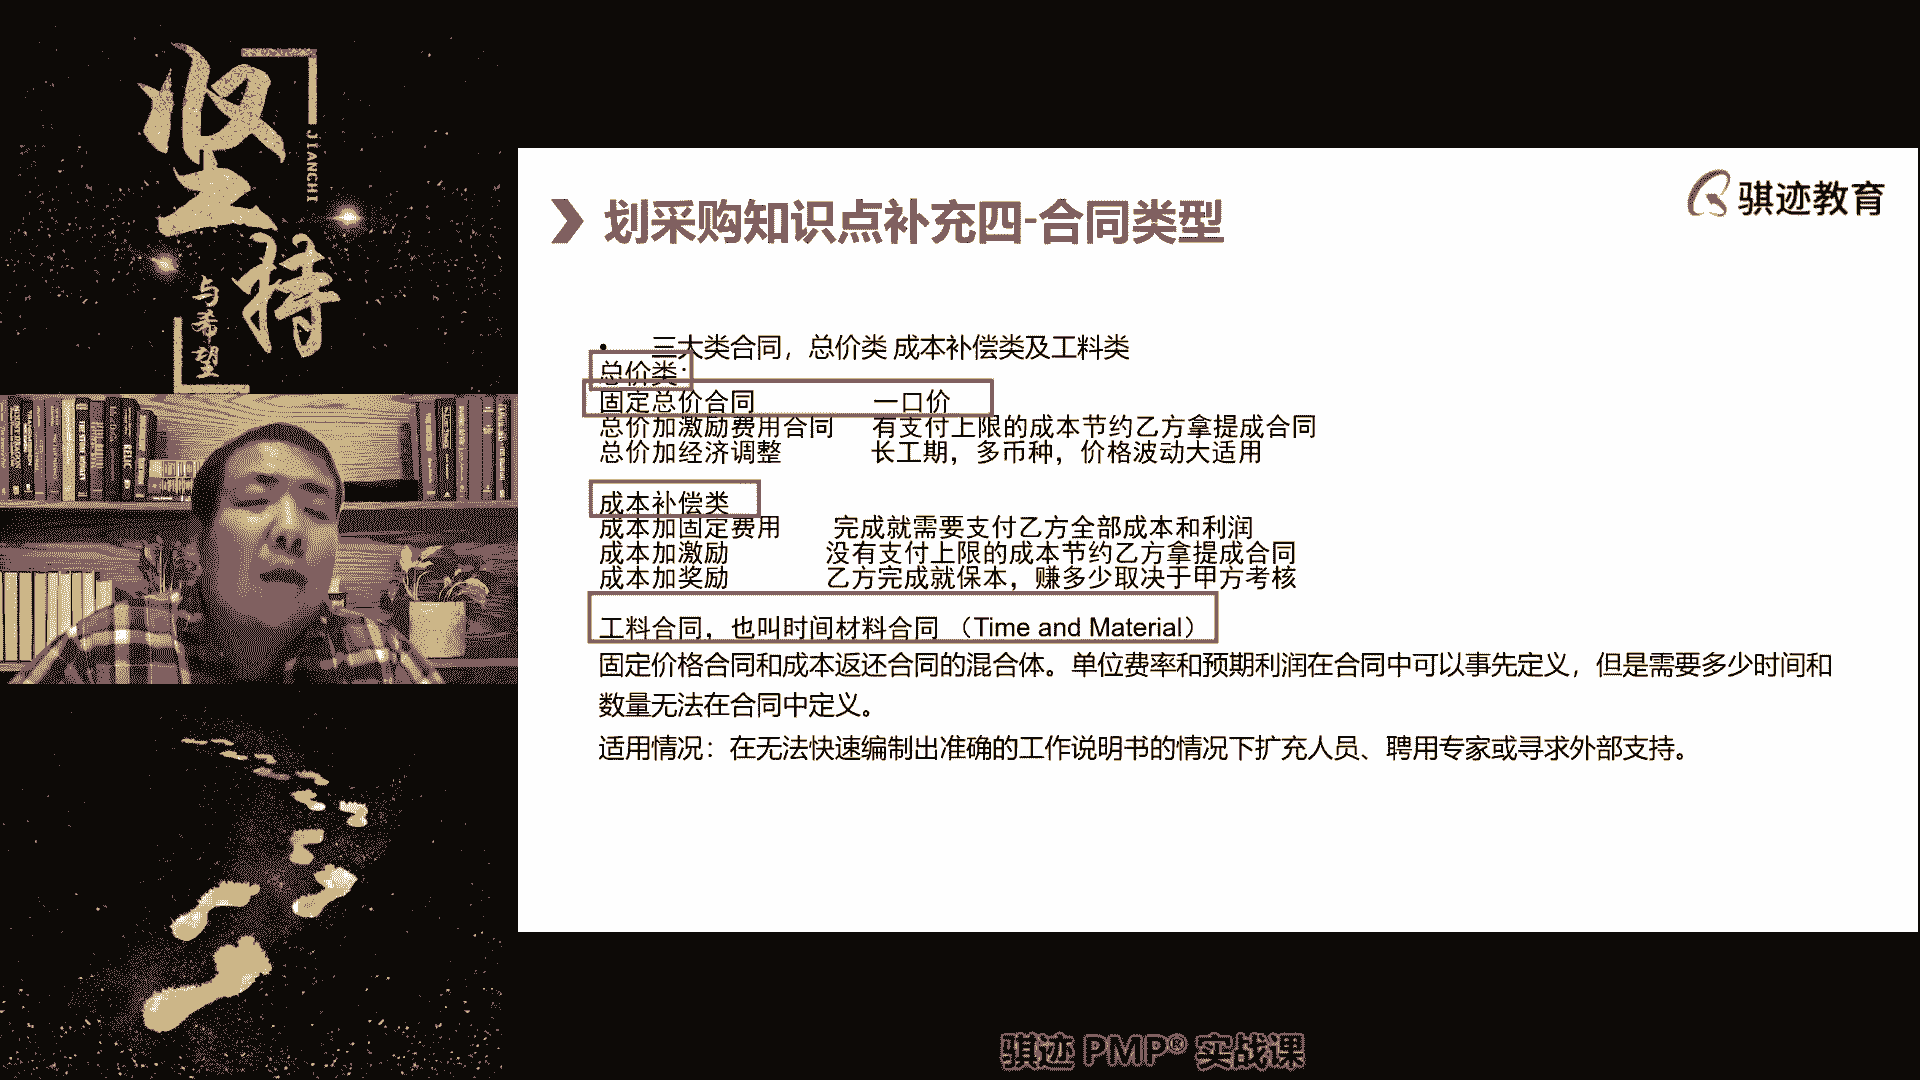 坚持
JIANCHI
与希望
骐迹教育
划采购知识点补充四-合同类型
• 三大类合同，总价类 成本补偿类及工料类
总价类：
固定总价合同 一口价
总价加激励费用合同 有支付上限的成本节约乙方拿提成合同
总价加经济调整 长工期，多币种，价格波动大适用
成本补偿类
成本加固定费用 完成就需要支付乙方全部成本和利润
成本加激励 没有支付上限的成本节约乙方拿提成合同
成本加奖励 乙方完成就保本，赚多少取决于甲方考核
工料合同，也叫时间材料合同 （Time and Material）
固定价格合同和成本返还合同的混合体。单位费率和预期利润在合同中可以事先定义，但是需要多少时间和
数量无法在合同中定义。
适用情况：在无法快速编制出准确的工作说明书的情况下扩充人员、聘用专家或寻求外部支持。
骐迹 PMP® 实战课